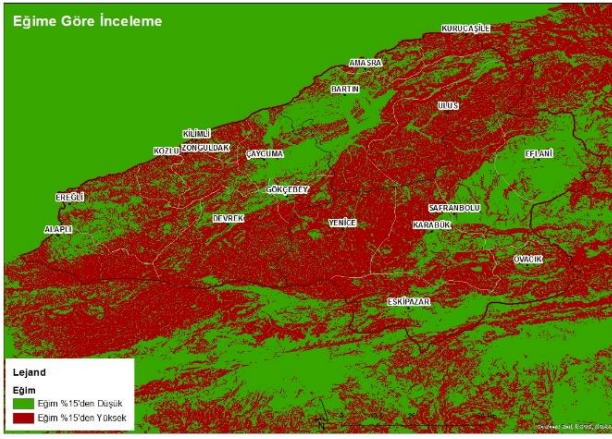 Eğime Göre İnceleme
KURUCAŞİLE
AMASRA
BARTIN
ULUS
KİLİMLİ
KOZLU ZONGULDAK
ÇAYCUMA
EFLANİ
GÖKÇEBEY
EREĞLİ
SAFRANBOLU
DEVREK
YENİCE
KARABÜK
ALAPLI
OVACIK
ESKİPAZAR
Lejand
Eğim
Eğim %15'den Düşük
Eğim %15'den Yüksek